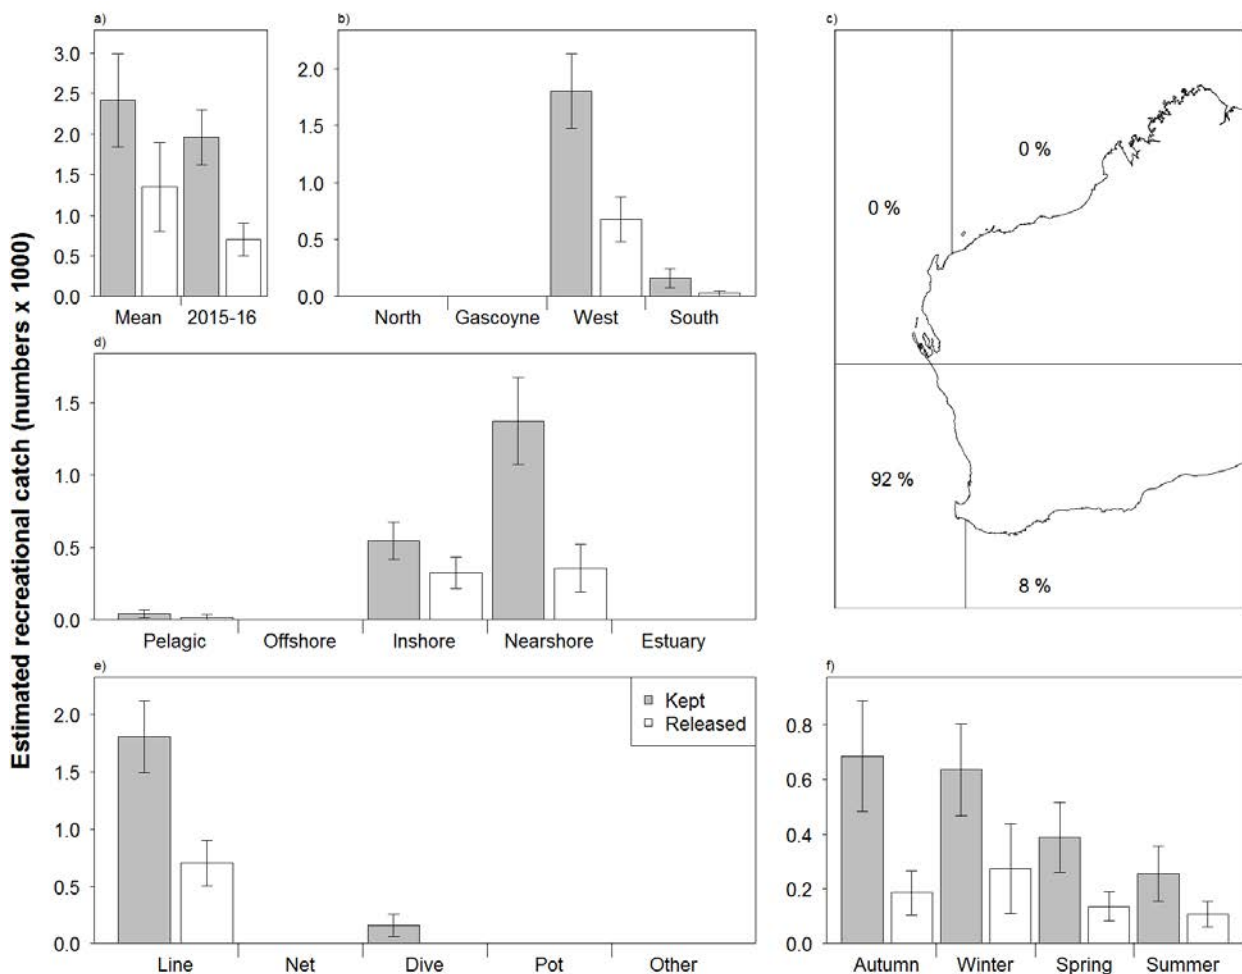 Estimated recreational catch (numbers x 1000)
a)
3.0
2.5
2.0
1.5
1.0
0.5
0.0
Mean 2015-16
b)
2.0
1.5
1.0
0.5
0.0
North Gascoyne West South
c)
0 %
0 %
92 %
8 %
d)
1.5
1.0
0.5
0.0
Pelagic Offshore Inshore Nearshore Estuary
e)
2.0
1.5
1.0
0.5
0.0
Kept
Released
Line Net Dive Pot Other
f)
0.8
0.6
0.4
0.2
0.0
Autumn Winter Spring Summer